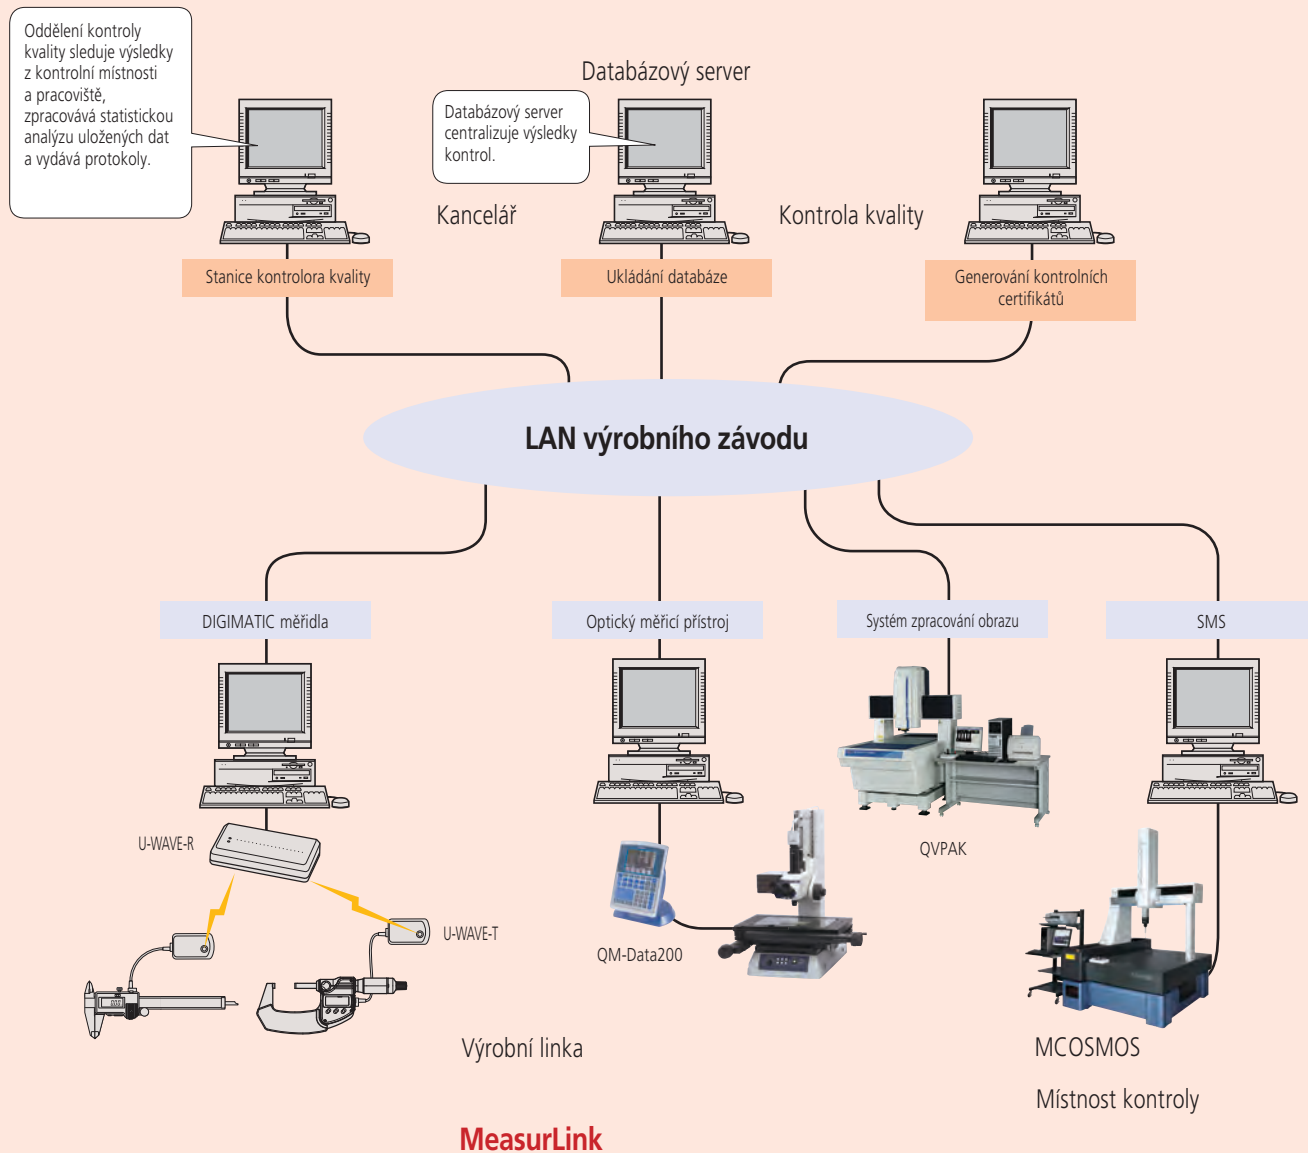 Oddělení kontroly
kvality sleduje výsledky
z kontrolní místnosti
a pracoviště,
zpracovává statistickou
analýzu uložených dat
a vydává protokoly.
Databázový server
Databázový server
centralizuje výsledky
kontrol.
Kancelář
Kontrola kvality
Stanice kontrolora kvality
Ukládání databáze
Generování kontrolních
certifikátů
LAN výrobního závodu
DIGIMATIC měřidla
Optický měřicí přístroj
Systém zpracování obrazu
SMS
U-WAVE-R
U-WAVE-T
QM-Data200
QVPAK
Výrobní linka
MCOSMOS
Místnost kontroly
MeasurLink